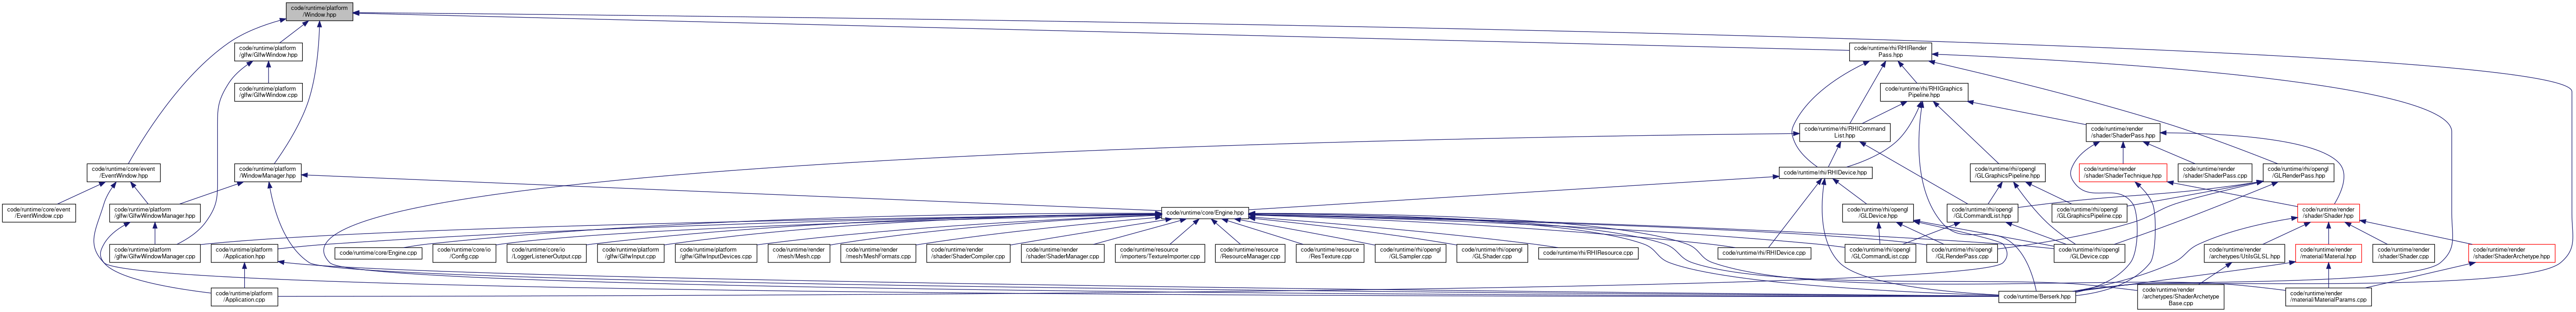 code/runtime/platform
/Window.hpp
code/runtime/platform
/glfw/GlfwWindow.hpp
code/runtime/rhi/RHIRender
Pass.hpp
code/runtime/platform
/glfw/GlfwWindow.cpp
code/runtime/rhi/RHIGraphics
Pipeline.hpp
code/runtime/rhi/RHICommand
List.hpp
code/runtime/render
/shader/ShaderPass.hpp
code/runtime/core/event
/EventWindow.hpp
code/runtime/platform
/WindowManager.hpp
code/runtime/rhi/RHIDevice.hpp
code/runtime/rhi/opengl
/GLGraphicsPipeline.hpp
code/runtime/render
/shader/ShaderTechnique.hpp
code/runtime/render
/shader/ShaderPass.cpp
code/runtime/rhi/opengl
/GLRenderPass.hpp
code/runtime/core/event
/EventWindow.cpp
code/runtime/platform
/glfw/GlfwWindowManager.hpp
code/runtime/core/Engine.hpp
code/runtime/rhi/opengl
/GLDevice.hpp
code/runtime/rhi/opengl
/GLCommandList.hpp
code/runtime/rhi/opengl
/GLGraphicsPipeline.cpp
code/runtime/render
/shader/Shader.hpp
code/runtime/platform
/glfw/GlfwWindowManager.cpp
code/runtime/platform
/Application.hpp
code/runtime/core/Engine.cpp
code/runtime/core/io
/Config.cpp
code/runtime/core/io
/LoggerListenerOutput.cpp
code/runtime/platform
/glfw/GlfwInput.cpp
code/runtime/platform
/glfw/GlfwInputDevices.cpp
code/runtime/render
/mesh/Mesh.cpp
code/runtime/render
/mesh/MeshFormats.cpp
code/runtime/render
/shader/ShaderCompiler.cpp
code/runtime/render
/shader/ShaderManager.cpp
code/runtime/resource
/importers/TextureImporter.cpp
code/runtime/resource
/ResourceManager.cpp
code/runtime/resource
/ResTexture.cpp
code/runtime/rhi/opengl
/GLSampler.cpp
code/runtime/rhi/opengl
/GLShader.cpp
code/runtime/rhi/RHIResource.cpp
code/runtime/rhi/RHIDevice.cpp
code/runtime/rhi/opengl
/GLCommandList.cpp
code/runtime/rhi/opengl
/GLRenderPass.cpp
code/runtime/rhi/opengl
/GLDevice.cpp
code/runtime/render
/archetypes/UtilsGLSL.hpp
code/runtime/render
/material/Material.hpp
code/runtime/render
/shader/Shader.cpp
code/runtime/render
/shader/ShaderArchetype.hpp
code/runtime/platform
/Application.cpp
code/runtime/Berserk.hpp
code/runtime/render
/archetypes/ShaderArchetype
Base.cpp
code/runtime/render
/material/MaterialParams.cpp